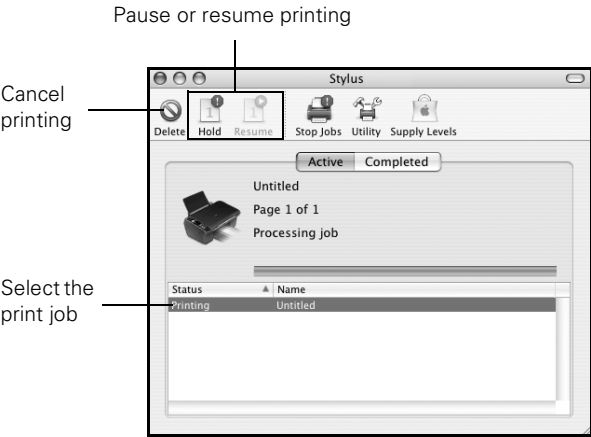 Pause or resume printing
Stylus
Cancel
printing
Delete Hold Resume Stop Jobs Utility Supply Levels
Active Completed
Untitled
Page 1 of 1
Processing job
Select the
print job
Status Name
Printing Untitled